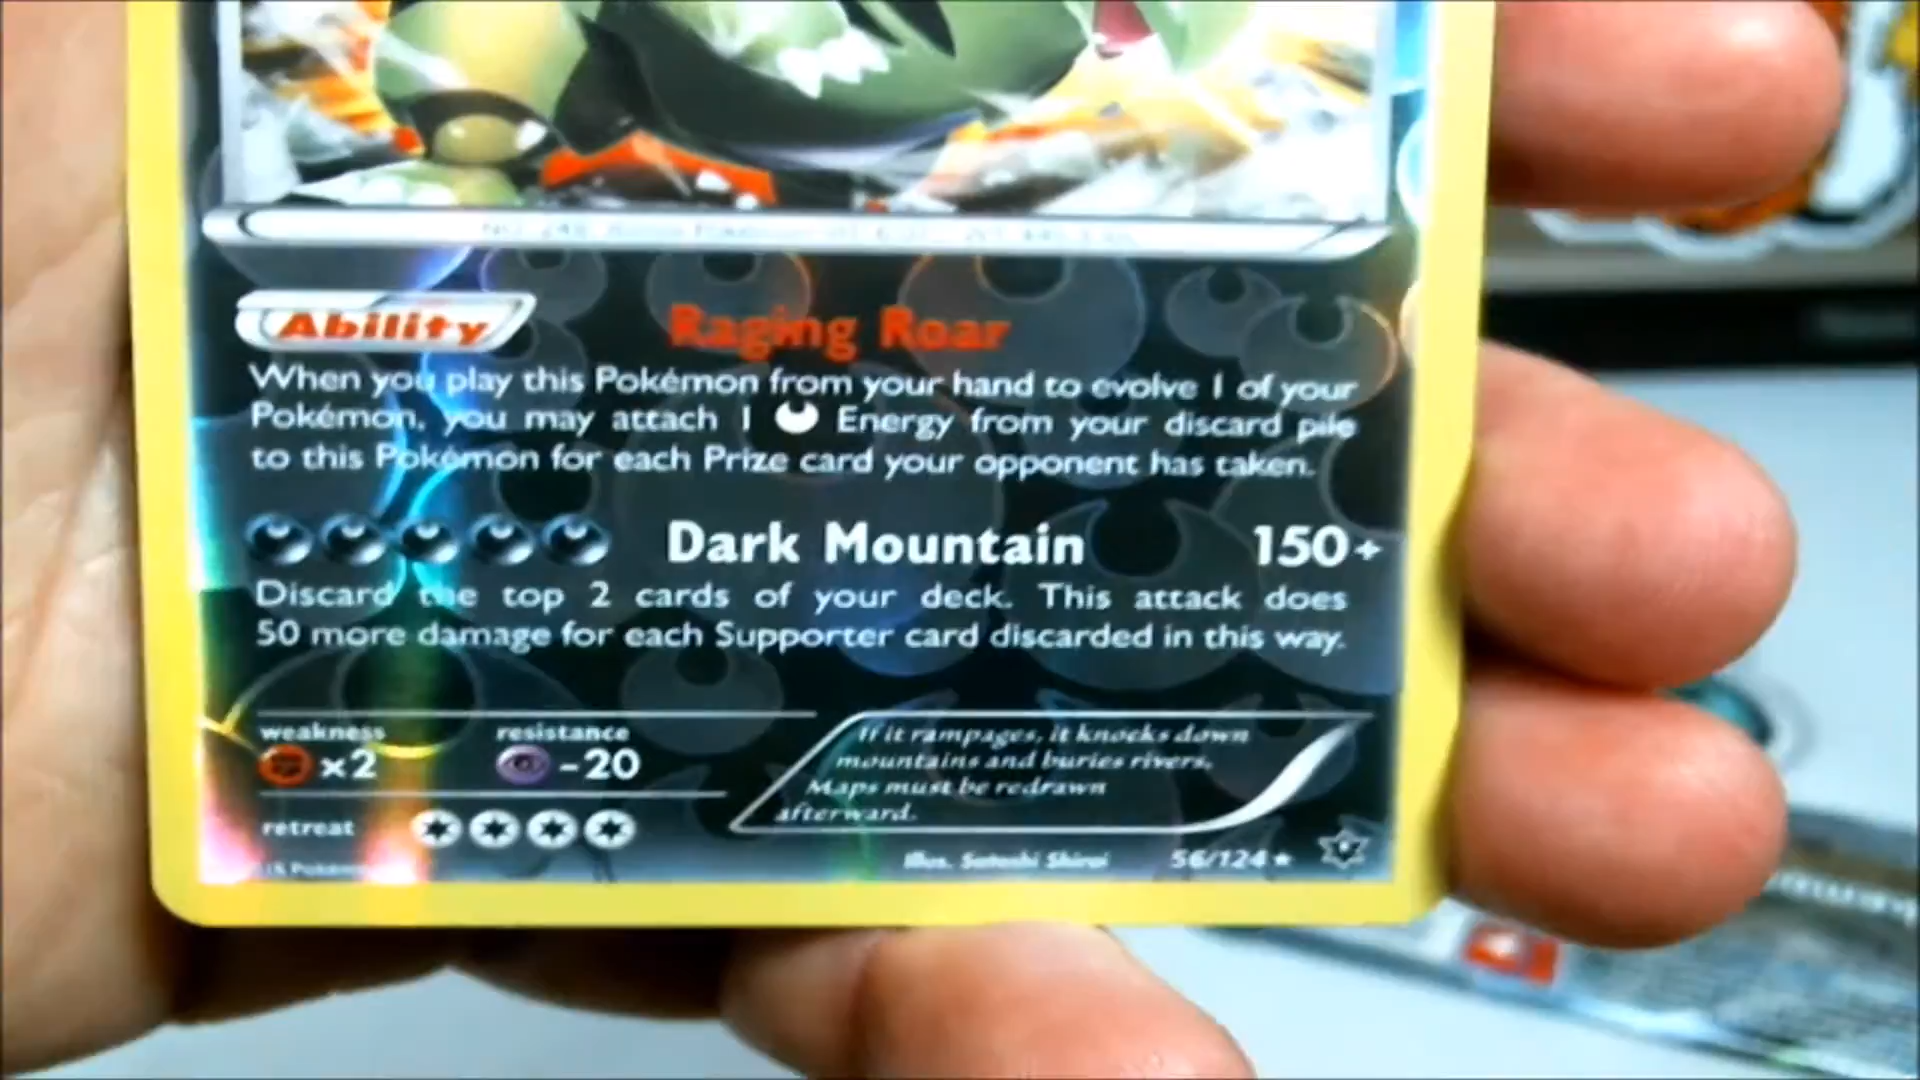 Ability Raging Roar
When you play this Pokémon from your hand to evolve 1 of your
Pokémon, you may attach 1 Energy from your discard pile
to this Pokémon for each Prize card your opponent has taken.
Dark Mountain 150+
Discard the top 2 cards of your deck. This attack does
50 more damage for each Supporter card discarded in this way.
weakness resistance
×2 -20
If it rampages, it knocks down
mountains and buries rivers.
Maps must be redrawn
afterward.
retreat
Illus. Satoshi Shirai 56/124★